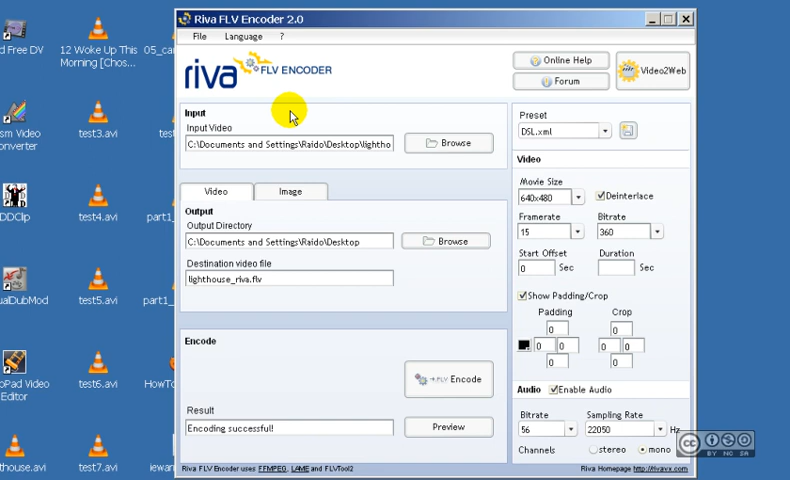 Riva FLV Encoder 2.0
File Language ?
riva FLV ENCODER
Online Help
Forum
Video2Web
Input
Input Video
C:\Documents and Settings\Raido\Desktop\lightho
Browse
Video Image
Output
Output Directory
C:\Documents and Settings\Raido\Desktop
Browse
Destination video file
lighthouse_riva.flv
Encode
FLV Encode
Result
Encoding successful!
Preview
Riva FLV Encoder uses FFMPEG, LAME and FLVTool2
Preset
DSL.xml
Video
Movie Size
640x480
Deinterlace
Framerate Bitrate
15 360
Start Offset Duration
0 Sec Sec
Show Padding/Crop
Padding Crop
0 0
0 0 0 0
0 0
Audio Enable Audio
Bitrate Sampling Rate
56 22050 Hz
Channels stereo mono
Riva Homepage http://rivavx.com
d Free DV
12 Woke Up This
Morning [Chos...
05_ca
sm Video
onverter
test3.avi
test
DDClip
test4.avi
part1_
ualDubMod
test5.avi
part1_
oPad Video
Editor
test6.avi
HowTo
house.avi
test7.avi
iewan
cc
BY NC SA